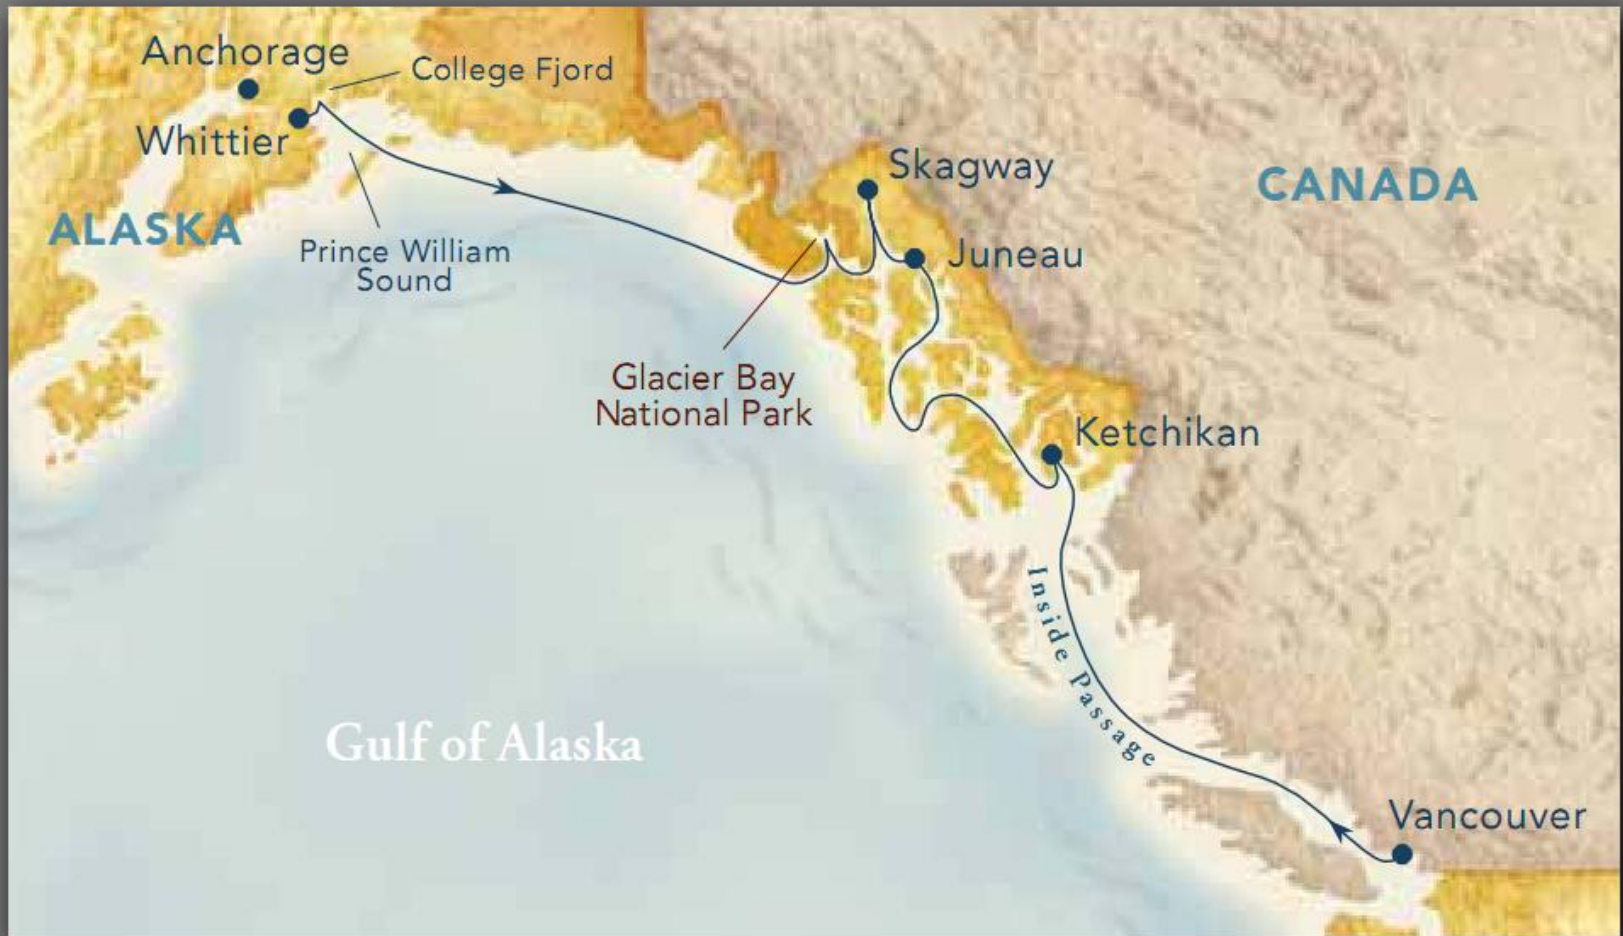 Anchorage
College Fjord
Whittier
Skagway
CANADA
ALASKA
Prince William
Sound
Juneau
Glacier Bay
National Park
Ketchikan
Inside Passage
Gulf of Alaska
Vancouver